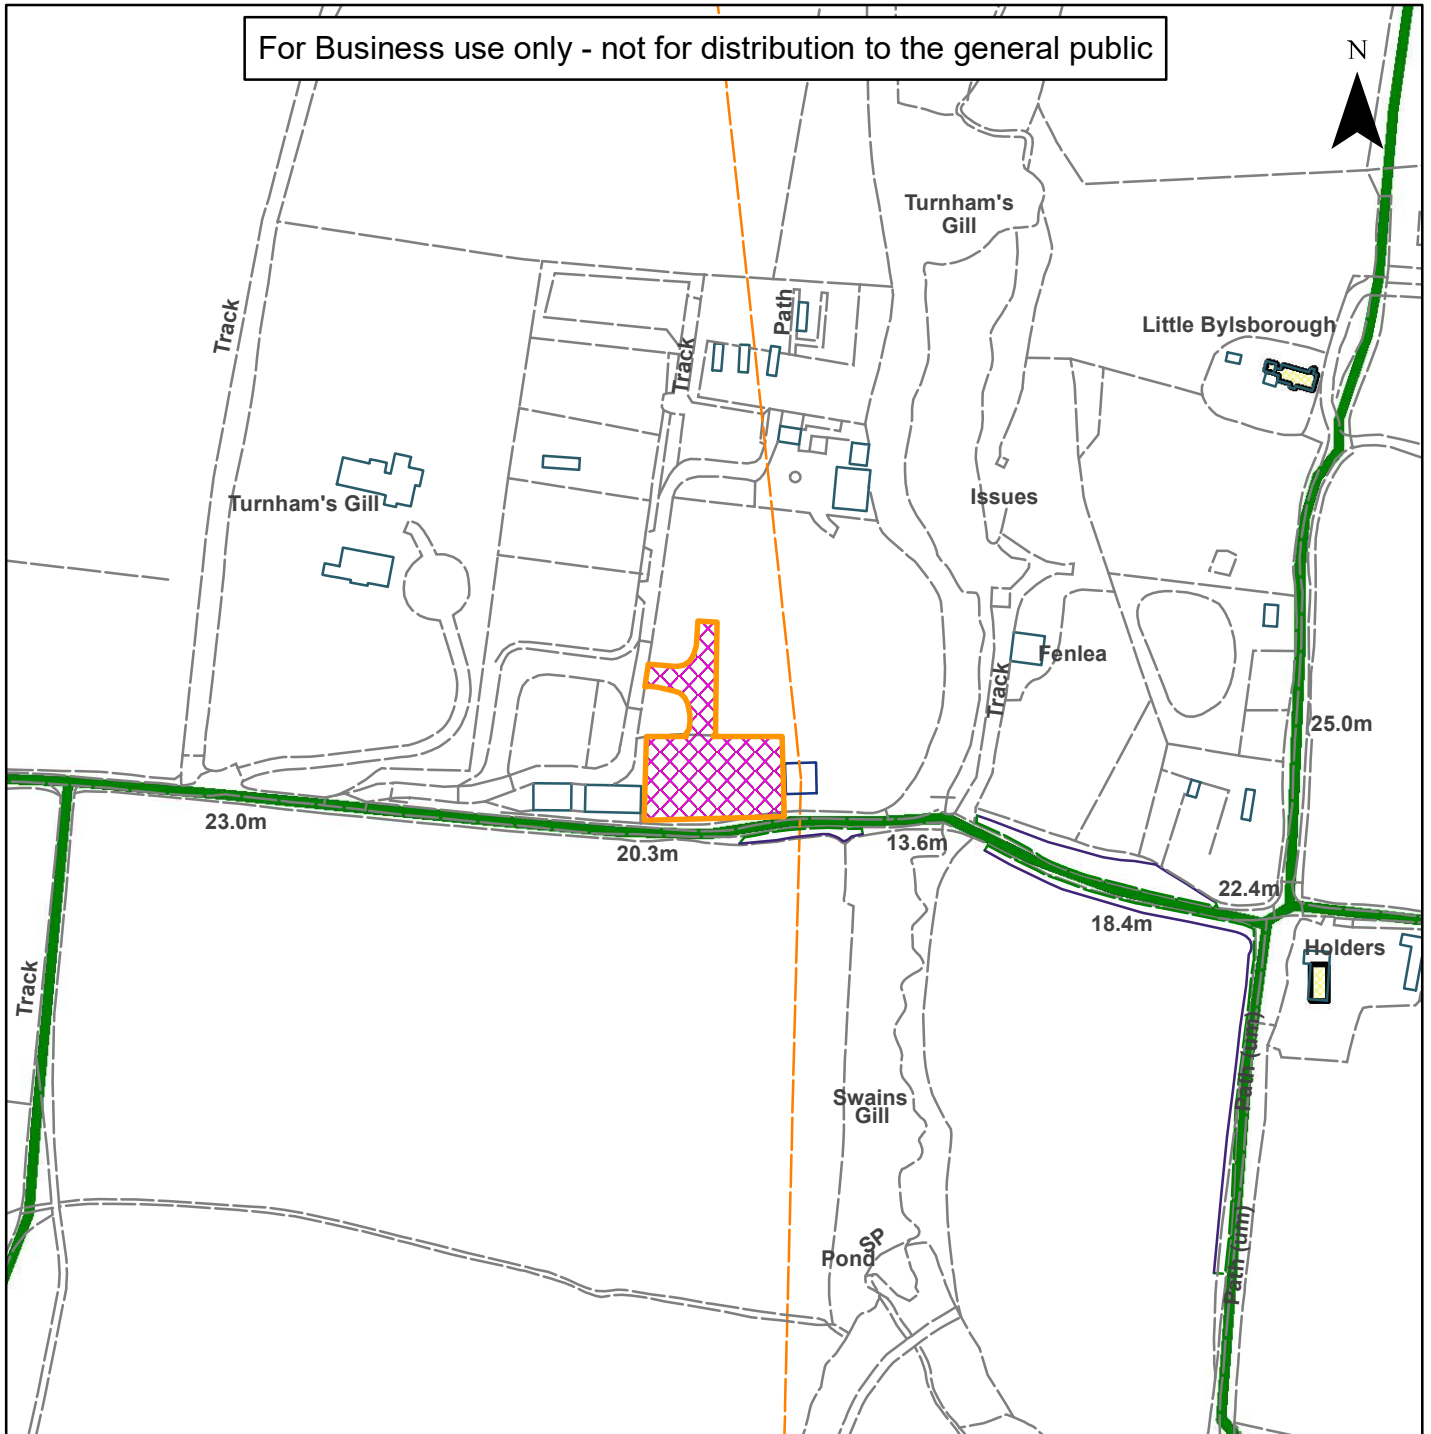 For Business use only - not for distribution to the general public
N
Turnham's
Gill
Track
Path
Little Bylsborough
Track
Turnham's Gill
Issues
Fenlea
Track
25.0m
23.0m
20.3m
13.6m
22.4m
18.4m
Holders
Track
Path (um)
Swains
Gill
SP
Pond
Path (um)